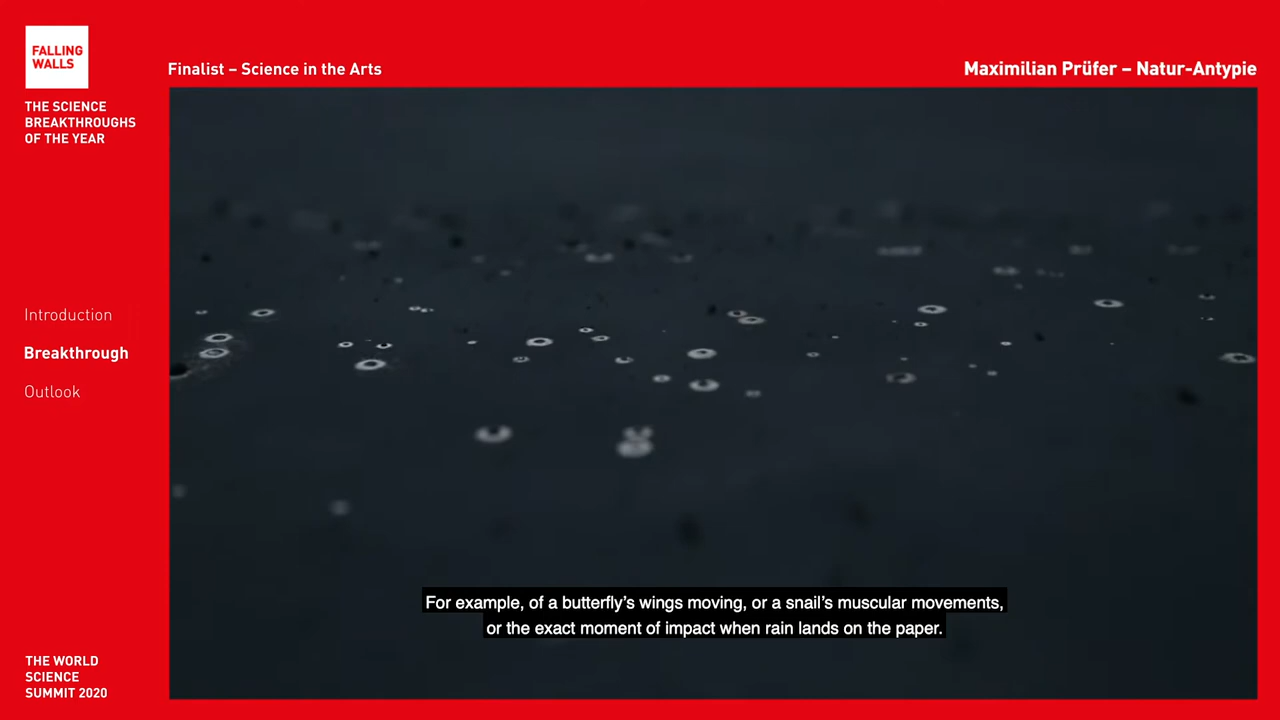 FALLING
WALLS
THE SCIENCE
BREAKTHROUGHS
OF THE YEAR
Finalist – Science in the Arts
Maximilian Prüfer – Natur-Antypie
Introduction
Breakthrough
Outlook
For example, of a butterfly's wings moving, or a snail's muscular movements,
or the exact moment of impact when rain lands on the paper.
THE WORLD
SCIENCE
SUMMIT 2020